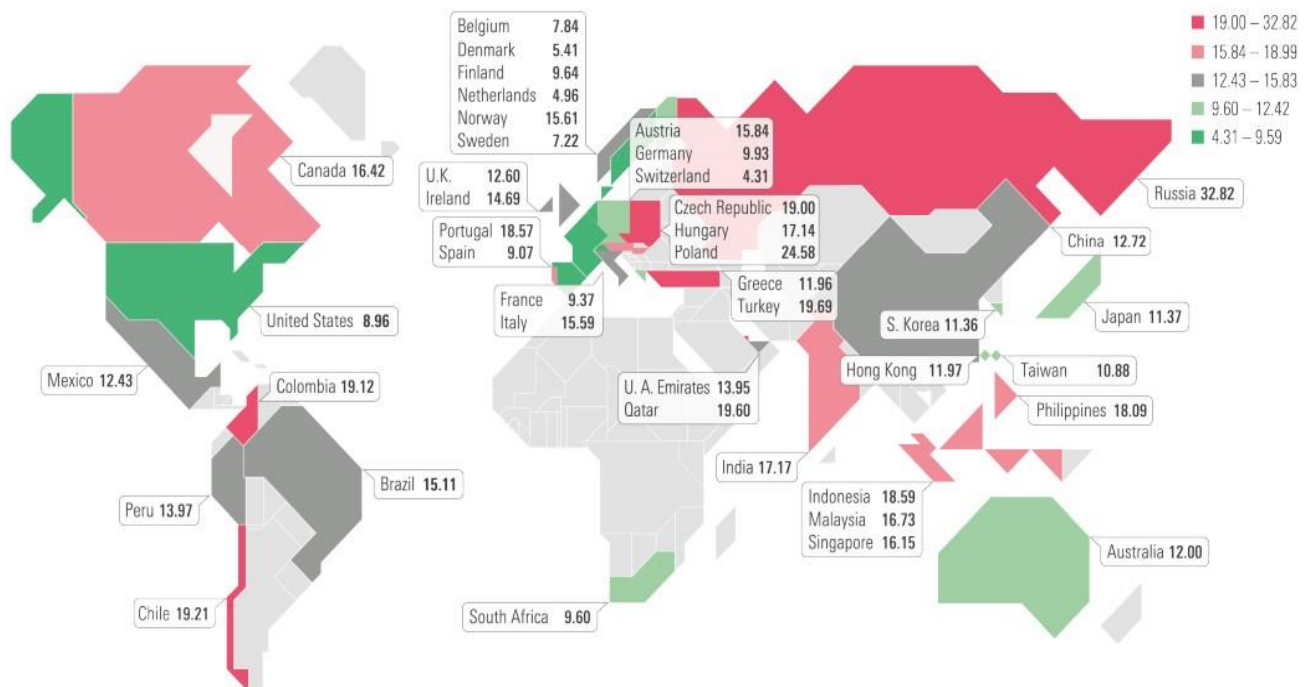 19.00 – 32.82
15.84 – 18.99
12.43 – 15.83
9.60 – 12.42
4.31 – 9.59
Belgium 7.84
Denmark 5.41
Finland 9.64
Netherlands 4.96
Norway 15.61
Sweden 7.22
Austria 15.84
Germany 9.93
Switzerland 4.31
Canada 16.42
U.K. 12.60
Ireland 14.69
Russia 32.82
Czech Republic 19.00
Hungary 17.14
Poland 24.58
Portugal 18.57
Spain 9.07
China 12.72
Greece 11.96
Turkey 19.69
France 9.37
Italy 15.59
United States 8.96
S. Korea 11.36
Japan 11.37
Mexico 12.43
Colombia 19.12
Hong Kong 11.97
Taiwan 10.88
U. A. Emirates 13.95
Qatar 19.60
Philippines 18.09
India 17.17
Brazil 15.11
Peru 13.97
Indonesia 18.59
Malaysia 16.73
Singapore 16.15
Australia 12.00
Chile 19.21
South Africa 9.60